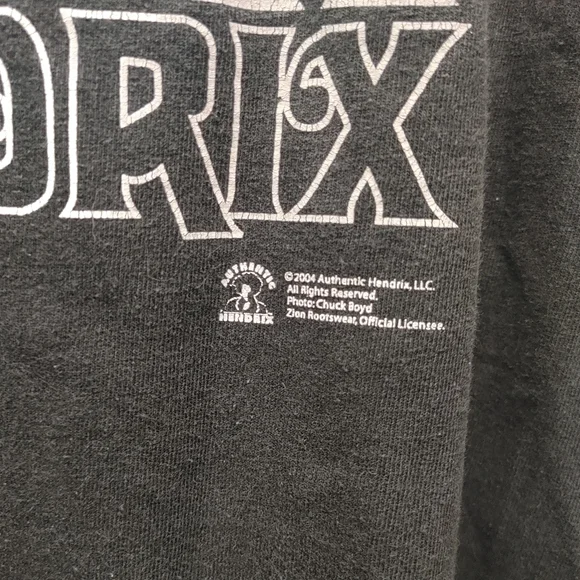 DRIX
AUTHENTIC
HENDRIX
©2004 Authentic Hendrix, LLC.
All Rights Reserved.
Photo: Chuck Boyd
Zion Rootswear, Official Licensee.